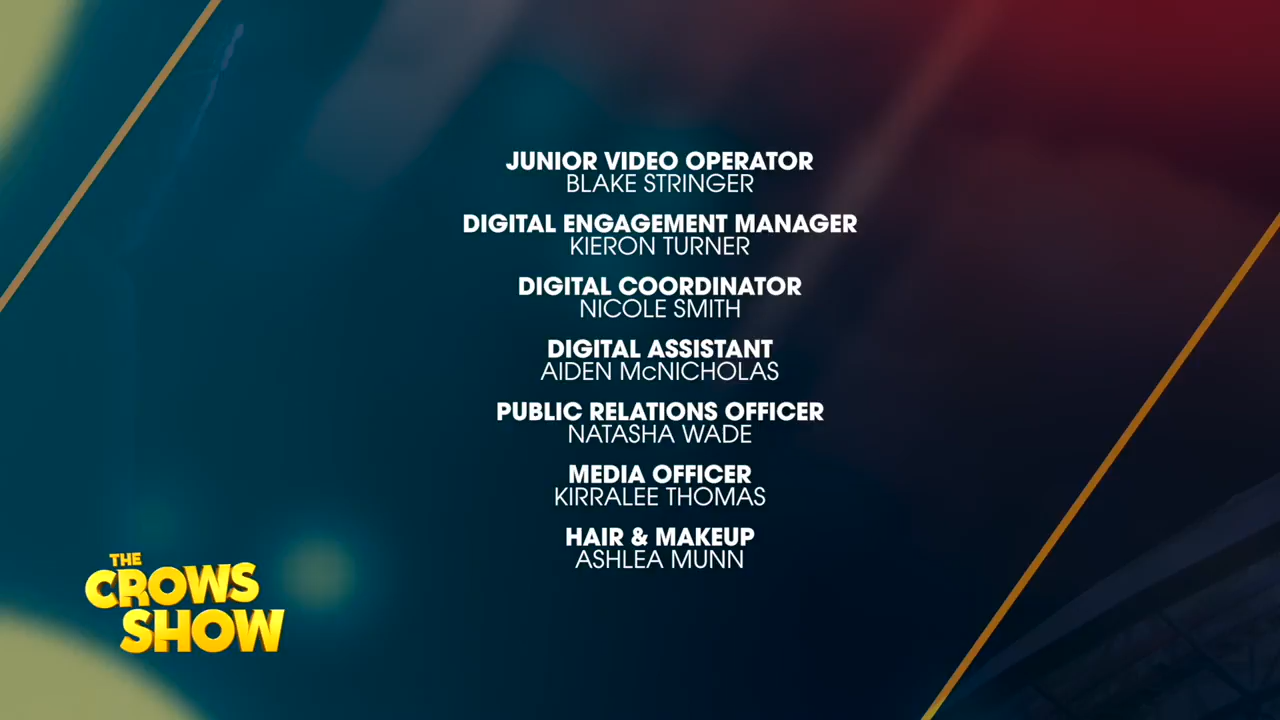 JUNIOR VIDEO OPERATOR
BLAKE STRINGER
DIGITAL ENGAGEMENT MANAGER
KIERON TURNER
DIGITAL COORDINATOR
NICOLE SMITH
DIGITAL ASSISTANT
AIDEN McNICHOLAS
PUBLIC RELATIONS OFFICER
NATASHA WADE
MEDIA OFFICER
KIRRALEE THOMAS
HAIR & MAKEUP
ASHLEA MUNN
THE
CROWS
SHOW